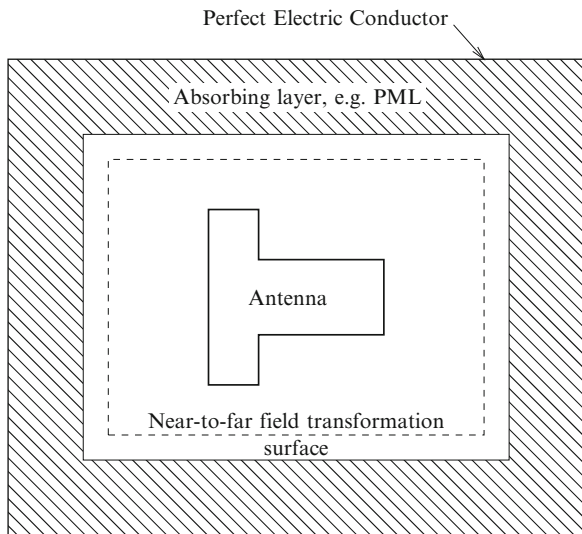 Perfect Electric Conductor
Absorbing layer, e.g. PML
Antenna
Near-to-far field transformation
surface